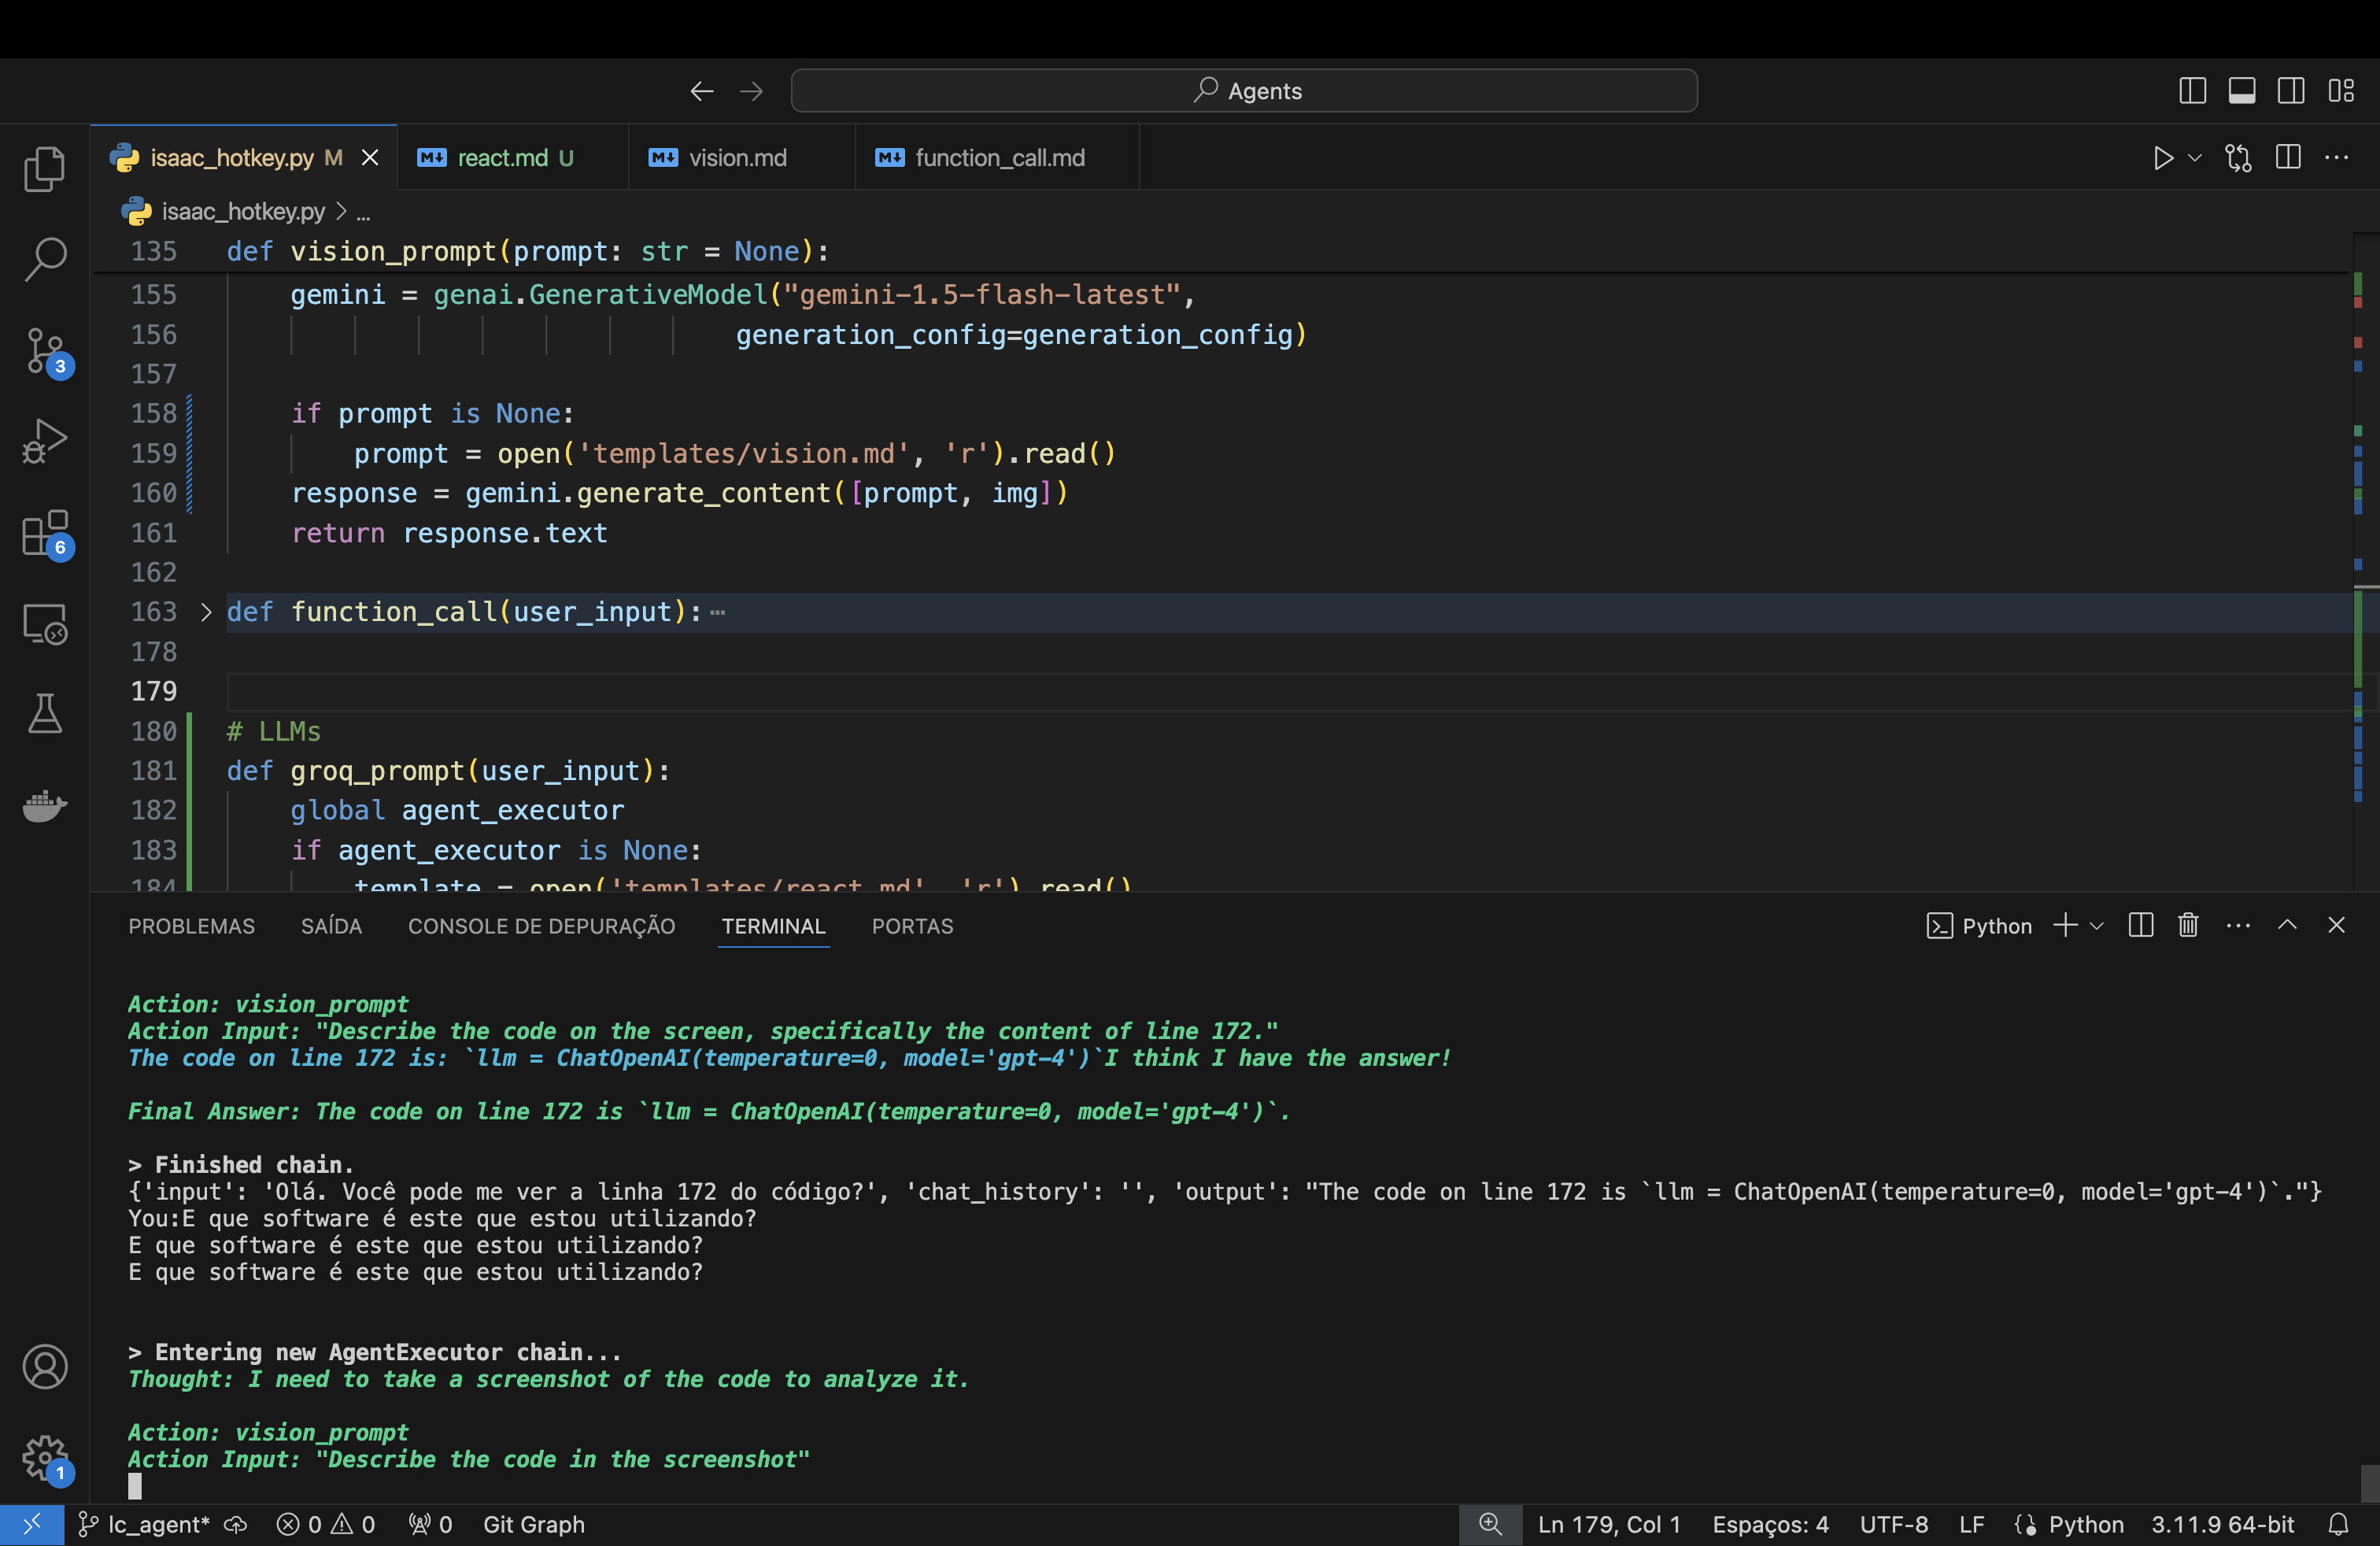 Agents
isaac_hotkey.py M
react.md U
vision.md
function_call.md
isaac_hotkey.py > ...
135 def vision_prompt(prompt: str = None):
155 gemini = genai.GenerativeModel("gemini-1.5-flash-latest",
156 generation_config=generation_config)
157
158 if prompt is None:
159 prompt = open('templates/vision.md', 'r').read()
160 response = gemini.generate_content([prompt, img])
161 return response.text
162
163 def function_call(user_input):⋯
178
179
180 # LLMs
181 def groq_prompt(user_input):
182 global agent_executor
183 if agent_executor is None:
184 template = open('templates/react.md', 'r').read()
3
6
1
PROBLEMAS SAÍDA CONSOLE DE DEPURAÇÃO TERMINAL PORTAS
Python
Action: vision_prompt
Action Input: "Describe the code on the screen, specifically the content of line 172."
The code on line 172 is: `llm = ChatOpenAI(temperature=0, model='gpt-4')`I think I have the answer!
Final Answer: The code on line 172 is `llm = ChatOpenAI(temperature=0, model='gpt-4')`.
> Finished chain.
{'input': 'Olá. Você pode me ver a linha 172 do código?', 'chat_history': '', 'output': "The code on line 172 is `llm = ChatOpenAI(temperature=0, model='gpt-4')`."}
You:E que software é este que estou utilizando?
E que software é este que estou utilizando?
E que software é este que estou utilizando?
> Entering new AgentExecutor chain...
Thought: I need to take a screenshot of the code to analyze it.
Action: vision_prompt
Action Input: "Describe the code in the screenshot"
lc_agent* 0 0 0 Git Graph Ln 179, Col 1 Espaços: 4 UTF-8 LF Python 3.11.9 64-bit